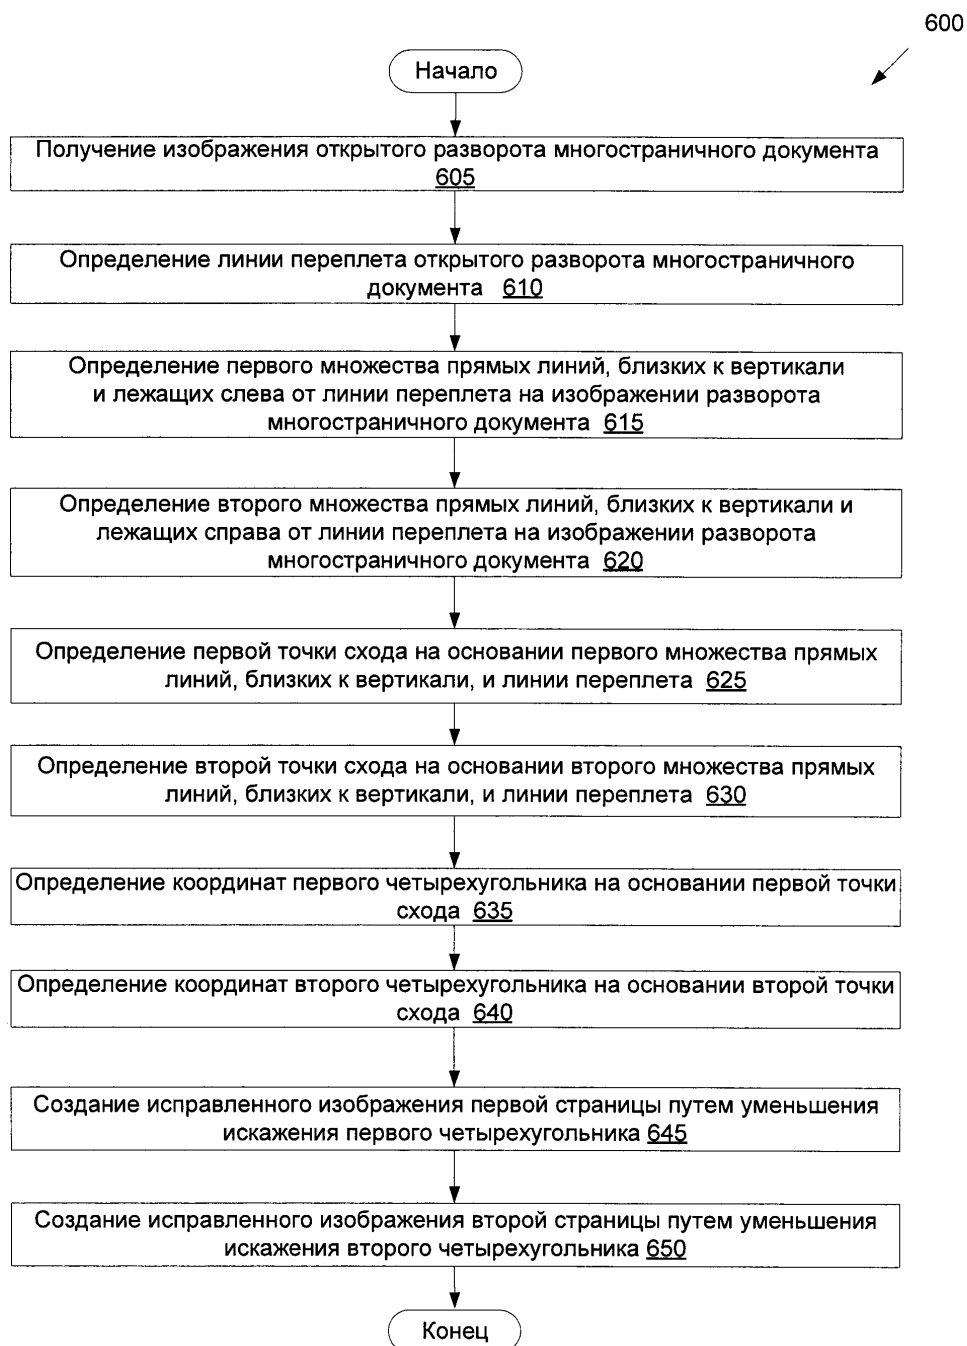 600
Начало
Получение изображения открытого разворота многостраничного документа
605
Определение линии переплета открытого разворота многостраничного
документа 610
Определение первого множества прямых линий, близких к вертикали
и лежащих слева от линии переплета на изображении разворота
многостраничного документа 615
Определение второго множества прямых линий, близких к вертикали и
лежащих справа от линии переплета на изображении разворота
многостраничного документа 620
Определение первой точки схода на основании первого множества прямых
линий, близких к вертикали, и линии переплета 625
Определение второй точки схода на основании второго множества прямых
линий, близких к вертикали, и линии переплета 630
Определение координат первого четырехугольника на основании первой точки
схода 635
Определение координат второго четырехугольника на основании второй точки
схода 640
Создание исправленного изображения первой страницы путем уменьшения
искажения первого четырехугольника 645
Создание исправленного изображения второй страницы путем уменьшения
искажения второго четырехугольника 650
Конец